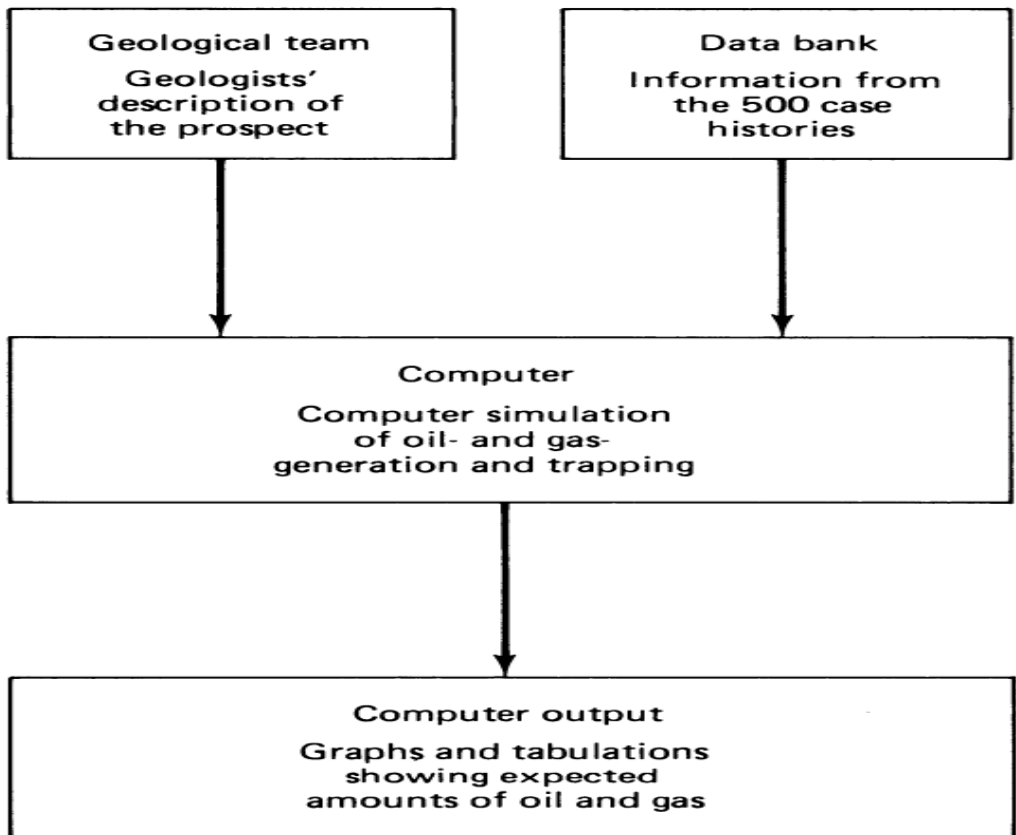 Geological team
Geologists'
description of
the prospect
Data bank
Information from
the 500 case
histories
Computer
Computer simulation
of oil- and gas-
generation and trapping
Computer output
Graphs and tabulations
showing expected
amounts of oil and gas